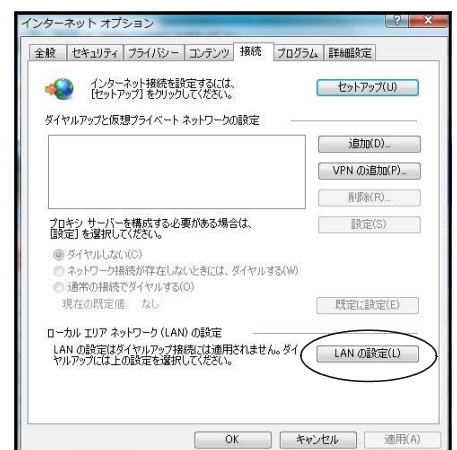 インターネット オプション
全般 セキュリティ プライバシー コンテンツ 接続 プログラム 詳細設定
インターネット接続を設定するには、
[セットアップ] をクリックしてください。
セットアップ(U)
ダイヤルアップと仮想プライベート ネットワークの設定
追加(D)...
VPN の追加(P)...
削除(R)...
プロキシ サーバーを構成する必要がある場合は、
[設定] を選択してください。
設定(S)
ダイヤルしない(C)
ネットワーク接続が存在しないときには、ダイヤルする(W)
通常の接続でダイヤルする(O)
現在の既定値: なし
既定に設定(E)
ローカル エリア ネットワーク (LAN) の設定
LAN の設定はダイヤルアップ接続には適用されません。ダイ
ヤルアップには上の設定を選択してください。
LAN の設定(L)
OK キャンセル 適用(A)